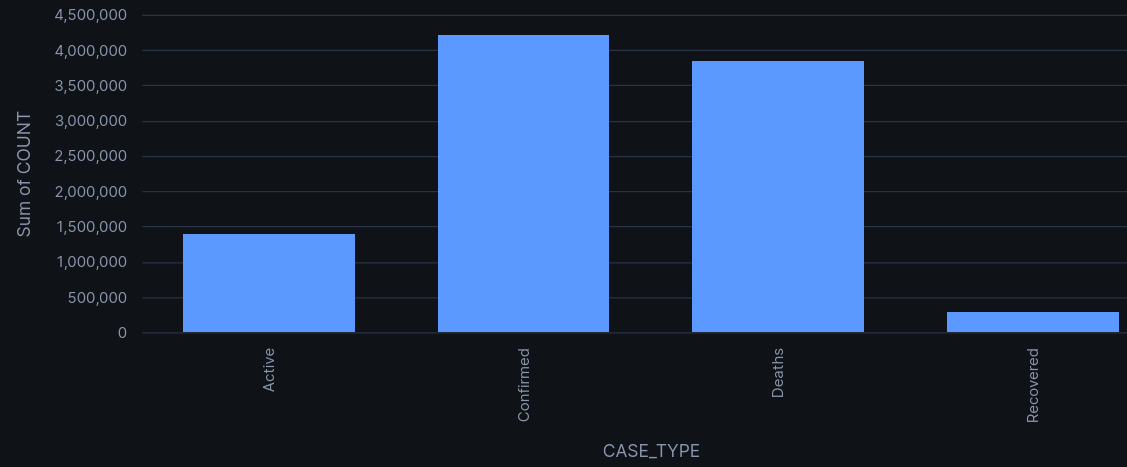 4,500,000
4,000,000
3,500,000
3,000,000
2,500,000
2,000,000
1,500,000
1,000,000
500,000
0
Sum of COUNT
Active
Confirmed
Deaths
Recovered
CASE_TYPE